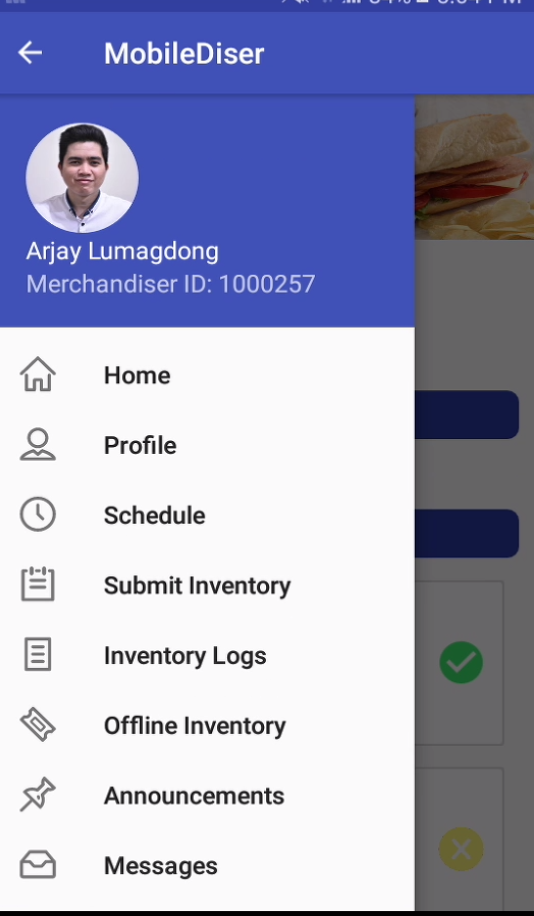 MobileDiser
Arjay Lumagdong
Merchandiser ID: 1000257
Home
Profile
Schedule
Submit Inventory
Inventory Logs
Offline Inventory
Announcements
Messages